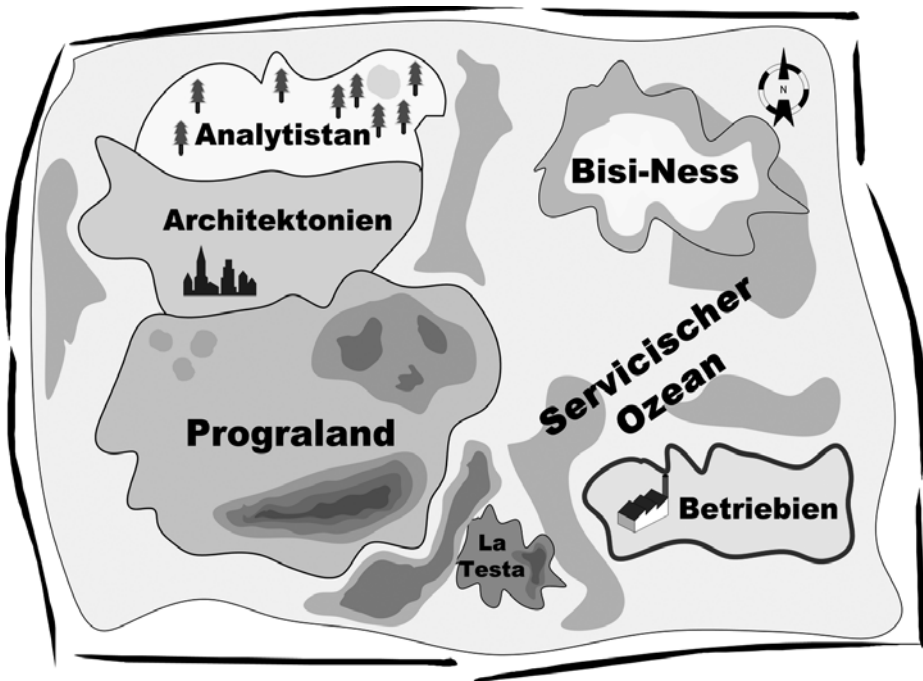 N
Analytistan
Bisi-Ness
Architektonien
Servicischer
Ozean
Prograland
Betriebien
La
Testa